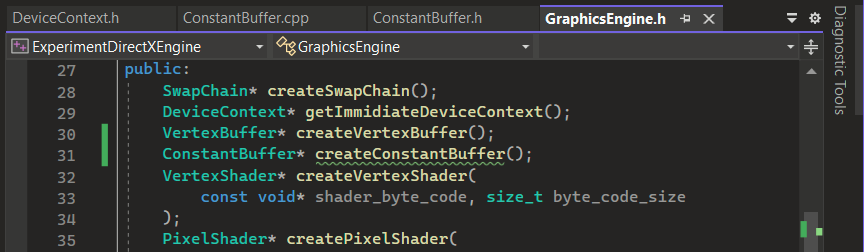 DeviceContext.h ConstantBuffer.cpp ConstantBuffer.h GraphicsEngine.h
ExperimentDirectXEngine GraphicsEngine
27 public:
28 SwapChain* createSwapChain();
29 DeviceContext* getImmidiateDeviceContext();
30 VertexBuffer* createVertexBuffer();
31 ConstantBuffer* createConstantBuffer();
32 VertexShader* createVertexShader(
33 const void* shader_byte_code, size_t byte_code_size
34 );
35 PixelShader* createPixelShader(
Diagnostic Tools